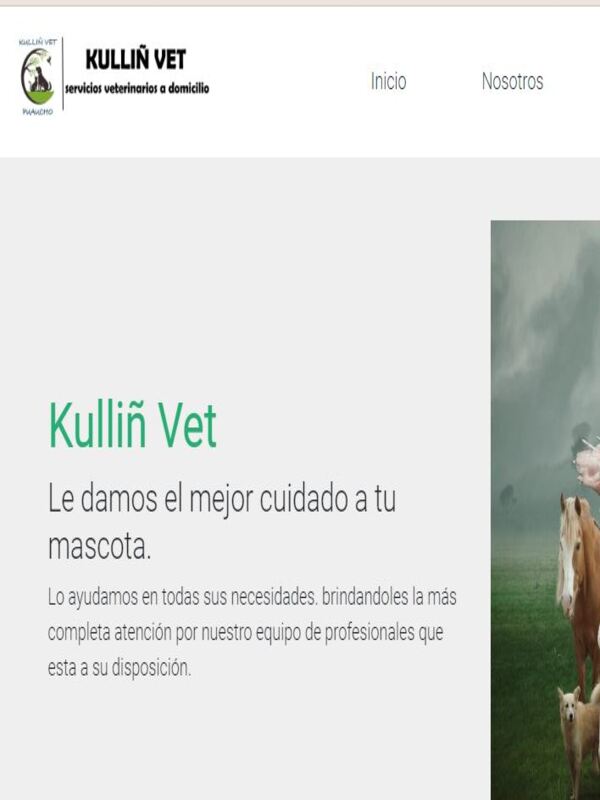 KULLIÑ VET
PUAUCHO
KULLIÑ VET
servicios veterinarios a domicilio
Inicio
Nosotros
Kulliñ Vet
Le damos el mejor cuidado a tu
mascota.
Lo ayudamos en todas sus necesidades. brindandoles la más
completa atención por nuestro equipo de profesionales que
esta a su disposición.